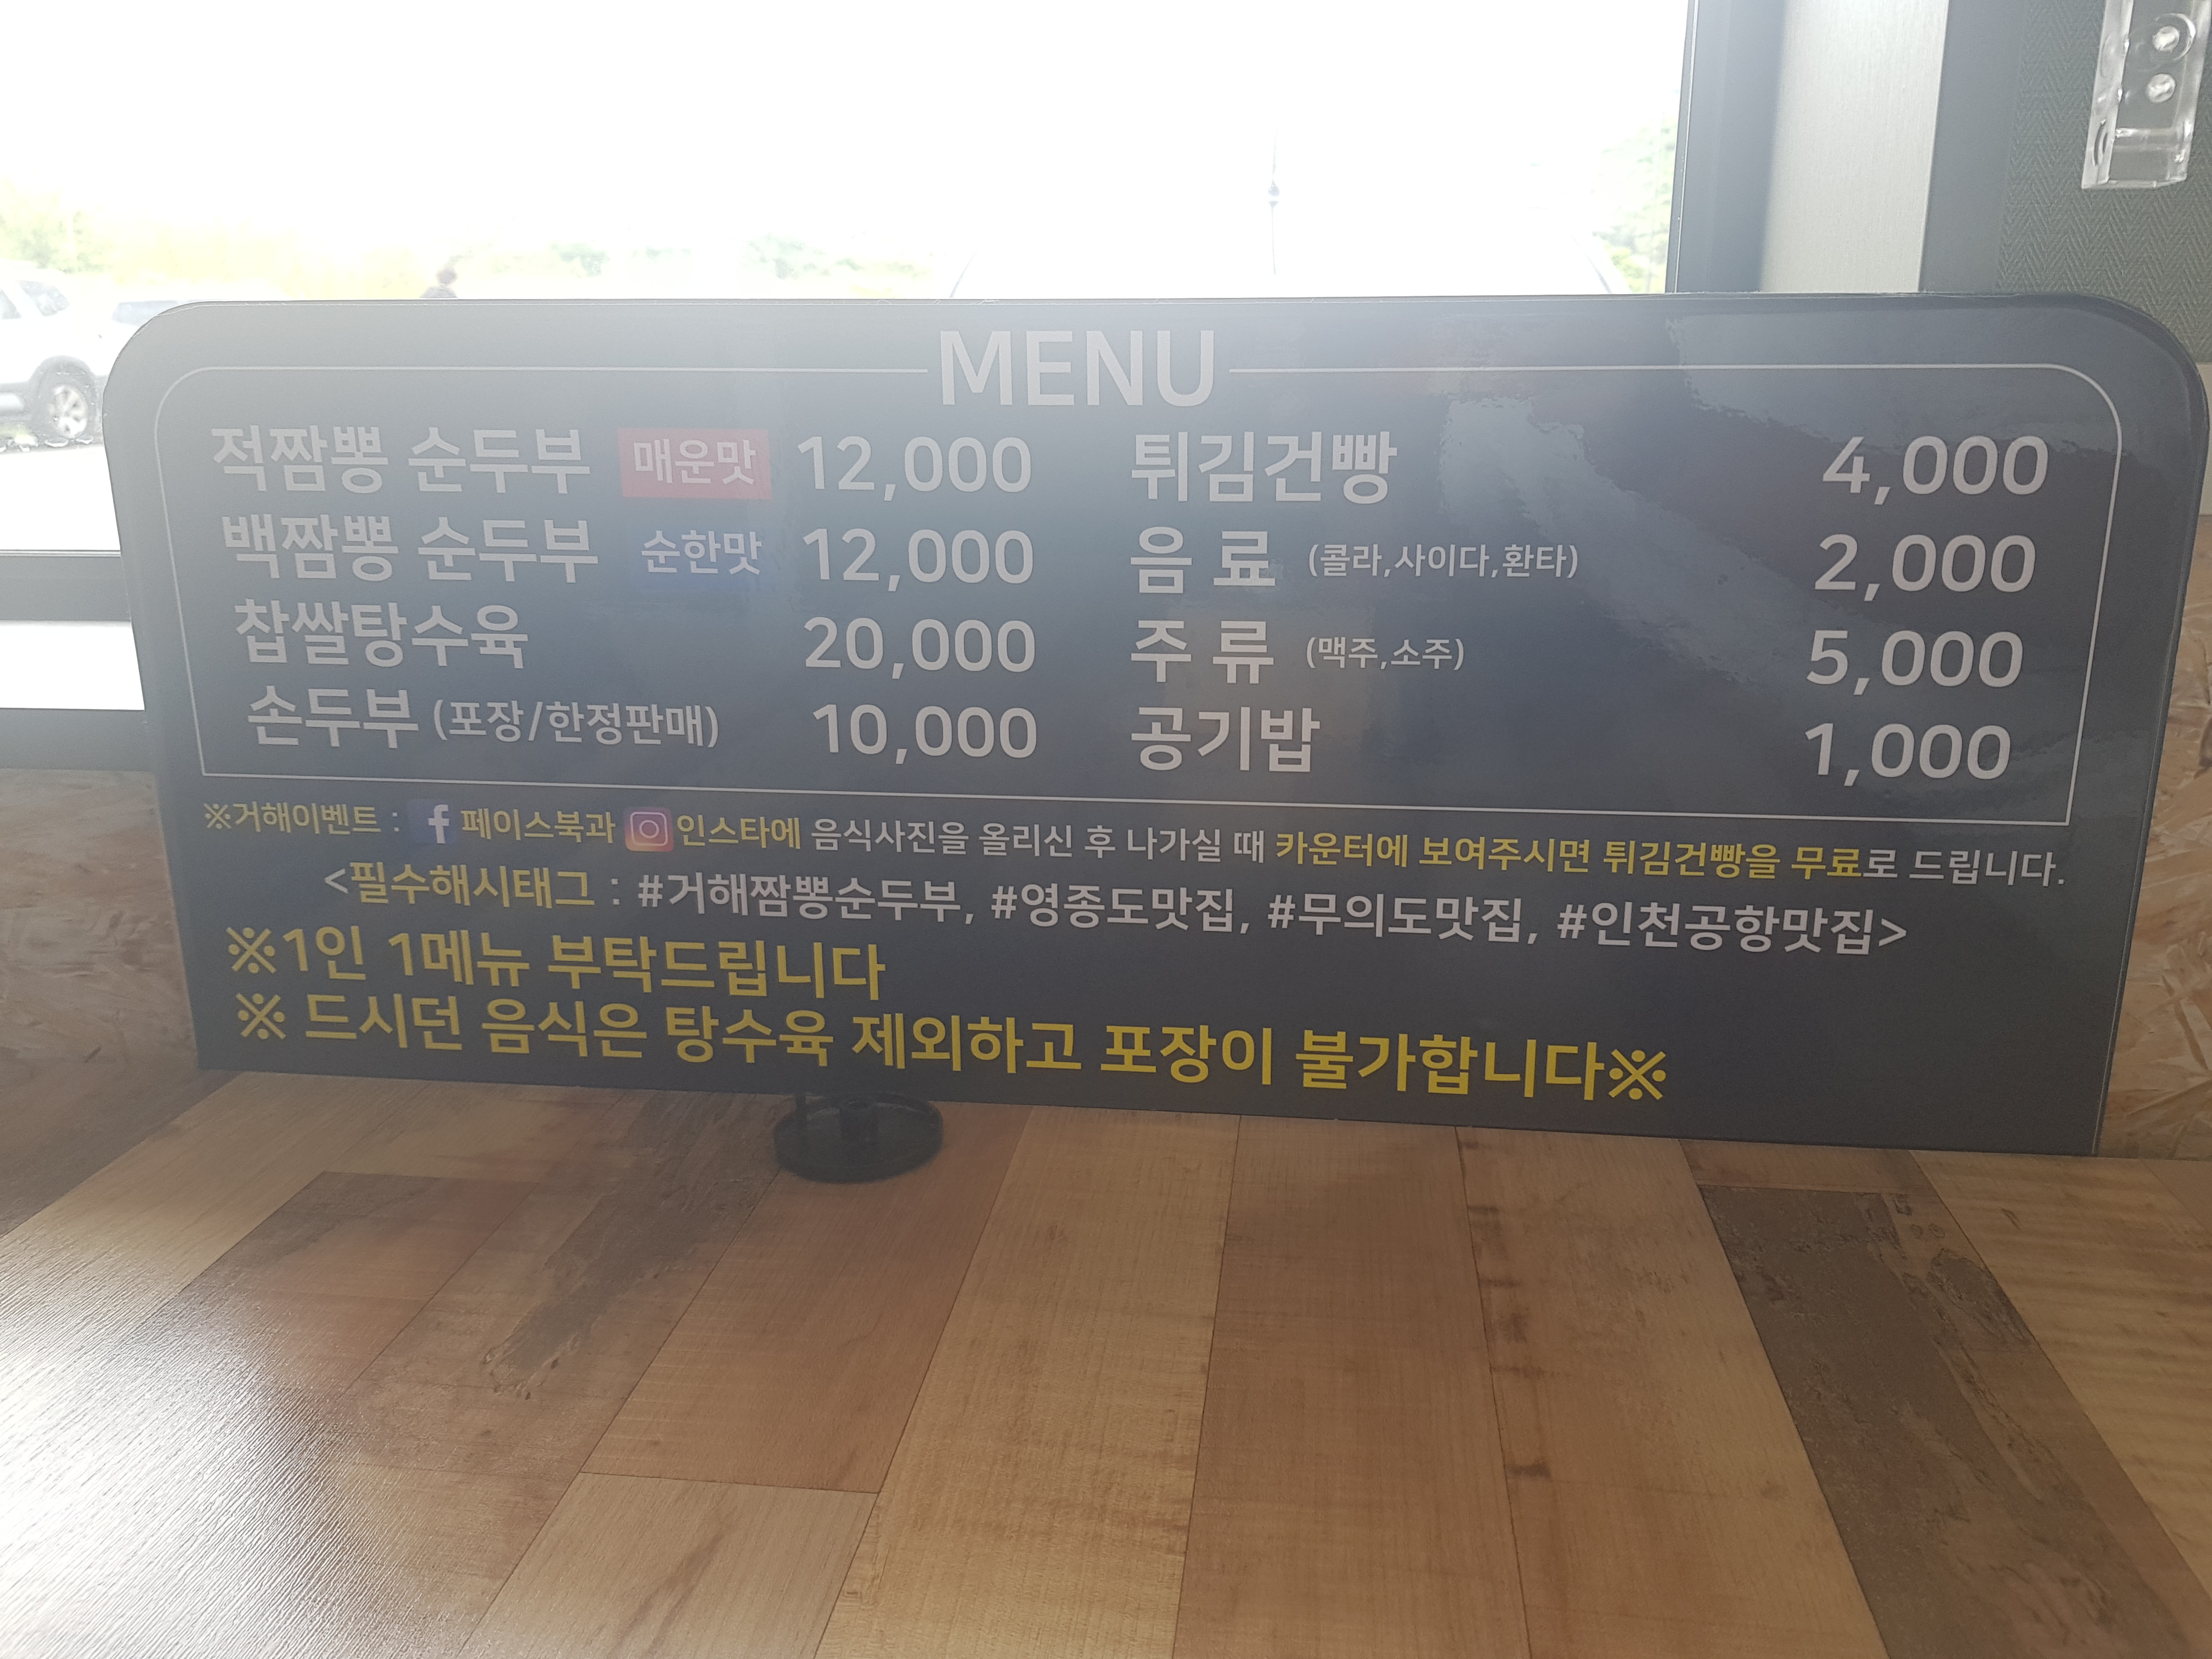 MENU
적짬뽕 순두부 매운맛 12,000
백짬뽕 순두부 순한맛 12,000
찹쌀탕수육 20,000
손두부 (포장/한정판매) 10,000
튀김건빵 4,000
음 료 (콜라,사이다,환타) 2,000
주 류 (맥주,소주) 5,000
공기밥 1,000
※거해이벤트 : f 페이스북과 인스타에 음식사진을 올리신 후 나가실 때 카운터에 보여주시면 튀김건빵을 무료로 드립니다.
<필수해시태그 : #거해짬뽕순두부, #영종도맛집, #무의도맛집, #인천공항맛집>
※1인 1메뉴 부탁드립니다
※ 드시던 음식은 탕수육 제외하고 포장이 불가합니다※